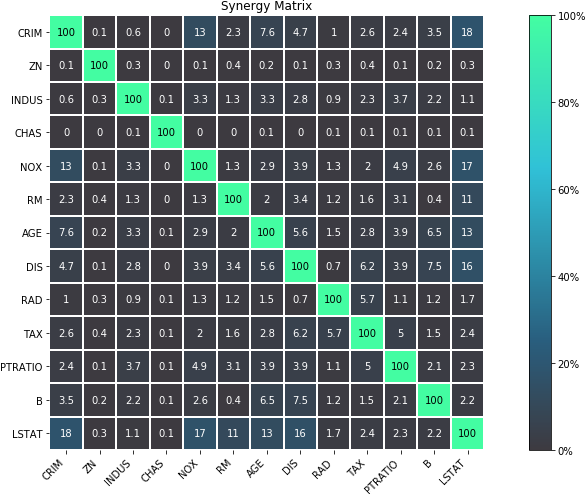 Synergy Matrix
CRIM 100 0.1 0.6 0 13 2.3 7.6 4.7 1 2.6 2.4 3.5 18
ZN 0.1 100 0.3 0 0.1 0.4 0.2 0.1 0.3 0.4 0.1 0.2 0.3
INDUS 0.6 0.3 100 0.1 3.3 1.3 3.3 2.8 0.9 2.3 3.7 2.2 1.1
CHAS 0 0 0.1 100 0 0 0.1 0 0.1 0.1 0.1 0.1 0.1
NOX 13 0.1 3.3 0 100 1.3 2.9 3.9 1.3 2 4.9 2.6 17
RM 2.3 0.4 1.3 0 1.3 100 2 3.4 1.2 1.6 3.1 0.4 11
AGE 7.6 0.2 3.3 0.1 2.9 2 100 5.6 1.5 2.8 3.9 6.5 13
DIS 4.7 0.1 2.8 0 3.9 3.4 5.6 100 0.7 6.2 3.9 7.5 16
RAD 1 0.3 0.9 0.1 1.3 1.2 1.5 0.7 100 5.7 1.1 1.2 1.7
TAX 2.6 0.4 2.3 0.1 2 1.6 2.8 6.2 5.7 100 5 1.5 2.4
PTRATIO 2.4 0.1 3.7 0.1 4.9 3.1 3.9 3.9 1.1 5 100 2.1 2.3
B 3.5 0.2 2.2 0.1 2.6 0.4 6.5 7.5 1.2 1.5 2.1 100 2.2
LSTAT 18 0.3 1.1 0.1 17 11 13 16 1.7 2.4 2.3 2.2 100
CRIM ZN INDUS CHAS NOX RM AGE DIS RAD TAX PTRATIO B LSTAT
100%
80%
60%
40%
20%
0%